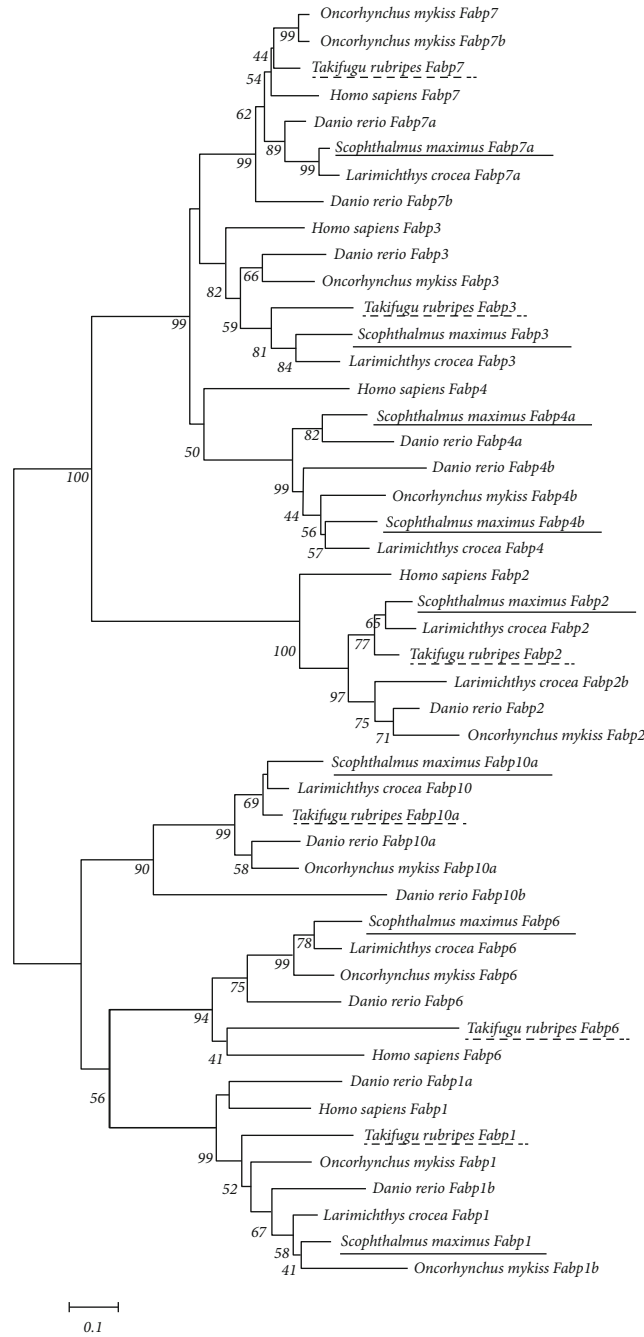 Oncorhynchus mykiss Fabp7
99
Oncorhynchus mykiss Fabp7b
44
Takifugu rubripes Fabp7
54
Homo sapiens Fabp7
62
Danio rerio Fabp7a
89
Scophthalmus maximus Fabp7a
99
99
Larimichthys crocea Fabp7a
Danio rerio Fabp7b
Homo sapiens Fabp3
Danio rerio Fabp3
66
82
Oncorhynchus mykiss Fabp3
Takifugu rubripes Fabp3
99
59
Scophthalmus maximus Fabp3
81
84
Larimichthys crocea Fabp3
Homo sapiens Fabp4
Scophthalmus maximus Fabp4a
82
Danio rerio Fabp4a
50
Danio rerio Fabp4b
100
99
Oncorhynchus mykiss Fabp4b
44
Scophthalmus maximus Fabp4b
56
57
Larimichthys crocea Fabp4
Homo sapiens Fabp2
Scophthalmus maximus Fabp2
65
Larimichthys crocea Fabp2
77
100
Takifugu rubripes Fabp2
Larimichthys crocea Fabp2b
97
Danio rerio Fabp2
75
71
Oncorhynchus mykiss Fabp2
Scophthalmus maximus Fabp10a
Larimichthys crocea Fabp10
69
Takifugu rubripes Fabp10a
99
Danio rerio Fabp10a
90
58
Oncorhynchus mykiss Fabp10a
Danio rerio Fabp10b
Scophthalmus maximus Fabp6
78
Larimichthys crocea Fabp6
99
Oncorhynchus mykiss Fabp6
75
Danio rerio Fabp6
94
Takifugu rubripes Fabp6
41
Homo sapiens Fabp6
Danio rerio Fabp1a
56
Homo sapiens Fabp1
Takifugu rubripes Fabp1
99
Oncorhynchus mykiss Fabp1
52
Danio rerio Fabp1b
Larimichthys crocea Fabp1
67
Scophthalmus maximus Fabp1
58
41
Oncorhynchus mykiss Fabp1b
0.1